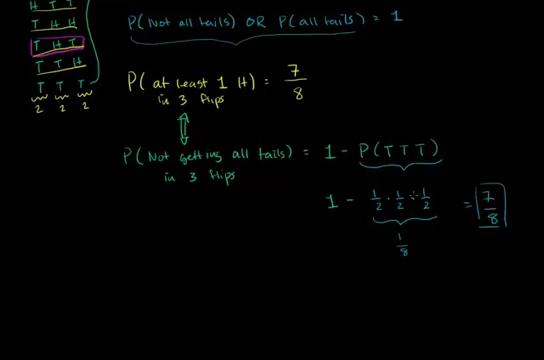 H T T
T H H
T H T
T T H
T T T
2 2 2
P(Not all tails) OR P(all tails) = 1
P(at least 1 H) = 7/8
in 3 flips
P(Not getting all tails) = 1 - P(TTT)
in 3 flips
1 - 1/2 · 1/2 · 1/2 = 7/8
1/8